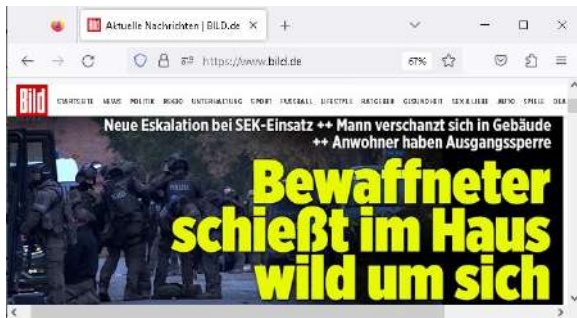 Aktuelle Nachrichten | BILD.de
https://www.bild.de
67%
Bild
STARTSEITE NEWS POLITIK REGIO UNTERHALTUNG SPORT FUSSBALL LIFESTYLE RATGEBER GESUNDHEIT SEX & LIEBE AUTO SPIELE DEA
Neue Eskalation bei SEK-Einsatz ++ Mann verschanzt sich in Gebäude
++ Anwohner haben Ausgangssperre
POLIZEI
Bewaffneter
schießt im Haus
wild um sich